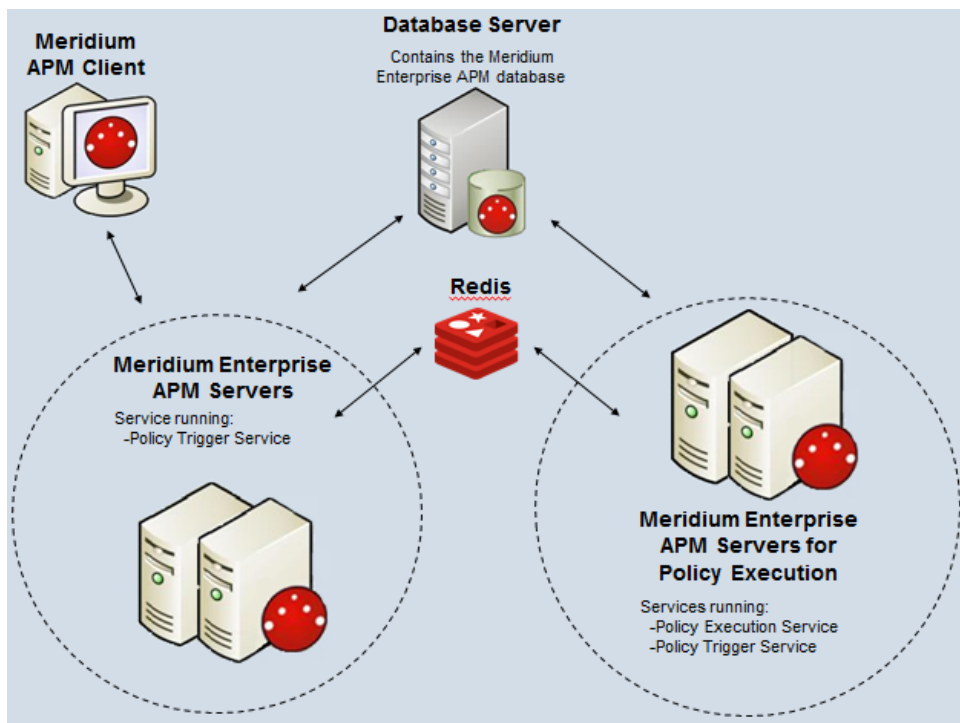 Meridium
APM Client
Database Server
Contains the Meridium
Enterprise APM database
Redis
Meridium Enterprise
APM Servers
Service running:
-Policy Trigger Service
Meridium Enterprise
APM Servers for
Policy Execution
Services running:
-Policy Execution Service
-Policy Trigger Service